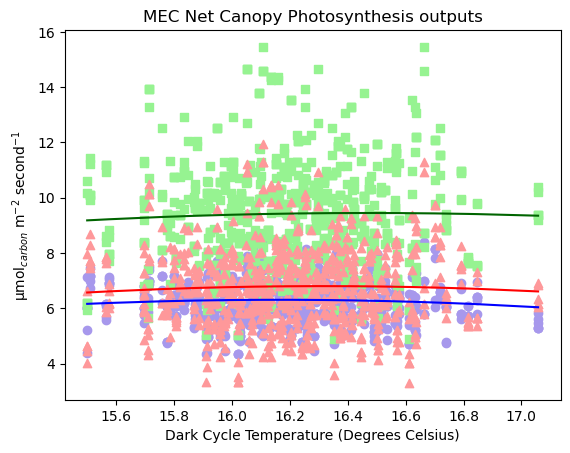 MEC Net Canopy Photosynthesis outputs
16
14
12
10
8
6
4
μmol$_{carbon}$ m$^{-2}$ second$^{-1}$
15.6 15.8 16.0 16.2 16.4 16.6 16.8 17.0
Dark Cycle Temperature (Degrees Celsius)